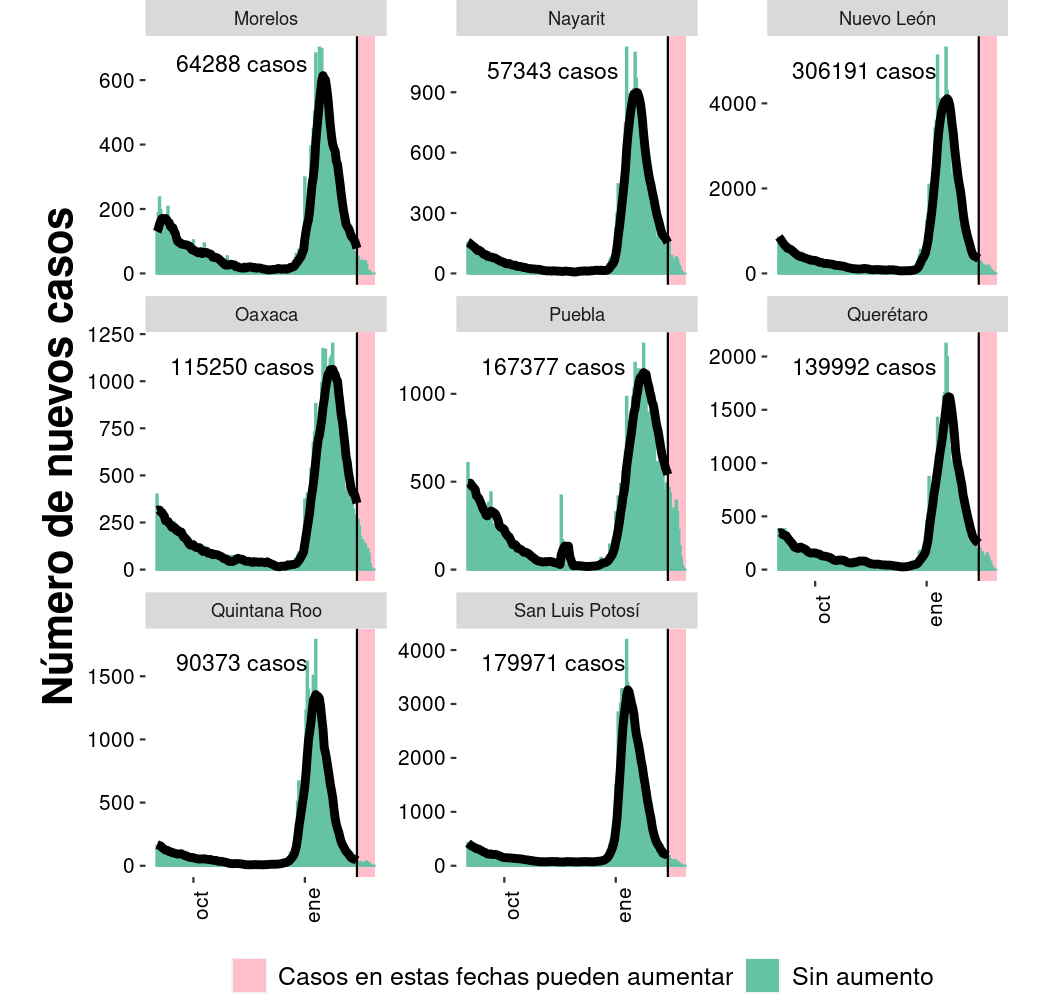 Número de nuevos casos
Morelos
64288 casos
600
400
200
0
Nayarit
57343 casos
900
600
300
0
Nuevo León
306191 casos
4000
2000
0
Oaxaca
115250 casos
1250
1000
750
500
250
0
Puebla
167377 casos
1000
500
0
Querétaro
139992 casos
2000
1500
1000
500
0
oct
ene
Quintana Roo
90373 casos
1500
1000
500
0
oct
ene
San Luis Potosí
179971 casos
4000
3000
2000
1000
0
oct
ene
Casos en estas fechas pueden aumentar
Sin aumento